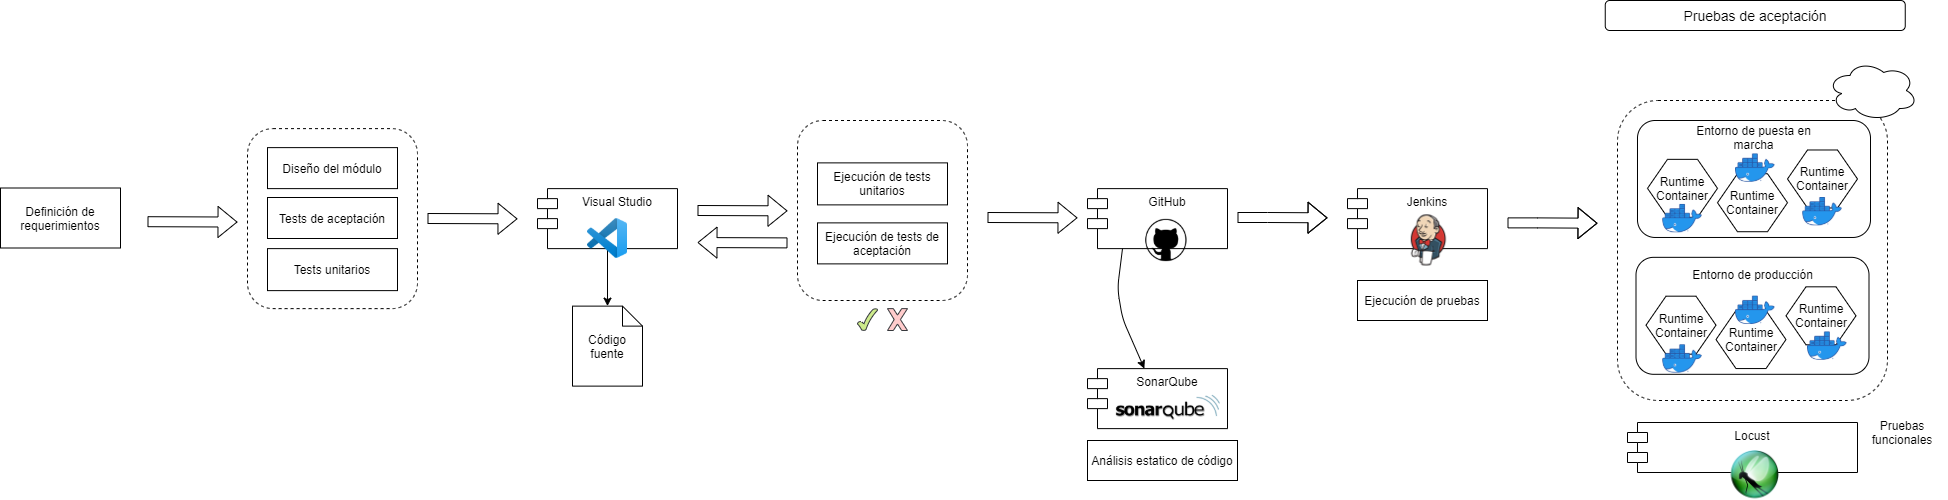 Pruebas de aceptación
Definición de
requerimientos
Diseño del módulo
Tests de aceptación
Tests unitarios
Visual Studio
Código
fuente
Ejecución de tests
unitarios
Ejecución de tests de
aceptación
GitHub
SonarQube
sonarqube
Análisis estatico de código
Jenkins
Ejecución de pruebas
Entorno de puesta en
marcha
Runtime
Container
Runtime
Container
Runtime
Container
Entorno de producción
Runtime
Container
Runtime
Container
Runtime
Container
Locust
Pruebas
funcionales